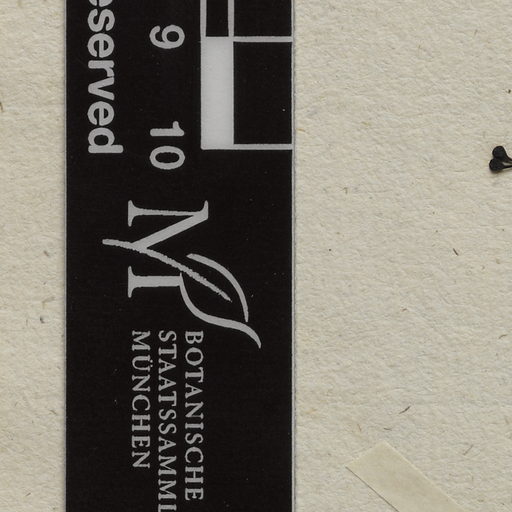 eserved
9
10
M
BOTANISCHE
STAATSSAMML
MÜNCHEN